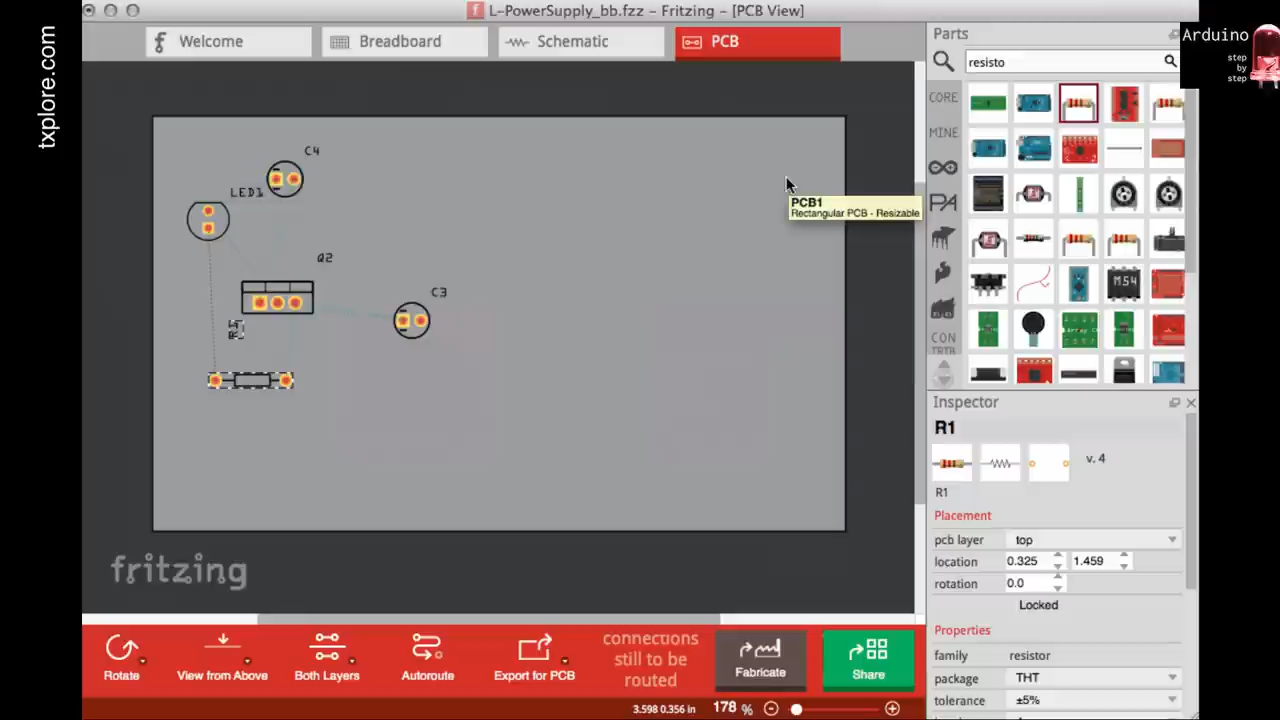 L-PowerSupply_bb.fzz – Fritzing – [PCB View]
txplore.com
Welcome
Breadboard
Schematic
PCB
Parts
Arduino
step
by
step
resisto
CORE
MINE
PA
CON
TRTB
M54
C4
LED1
Q2
C3
R1
PCB1
Rectangular PCB - Resizable
fritzing
Inspector
R1
v. 4
R1
Placement
pcb layer top
location 0.325 1.459
rotation 0.0
Locked
Properties
family resistor
package THT
tolerance ±5%
Rotate
View from Above
Both Layers
Autoroute
Export for PCB
connections
still to be
routed
Fabricate
Share
3.598 0.356 in 178 %